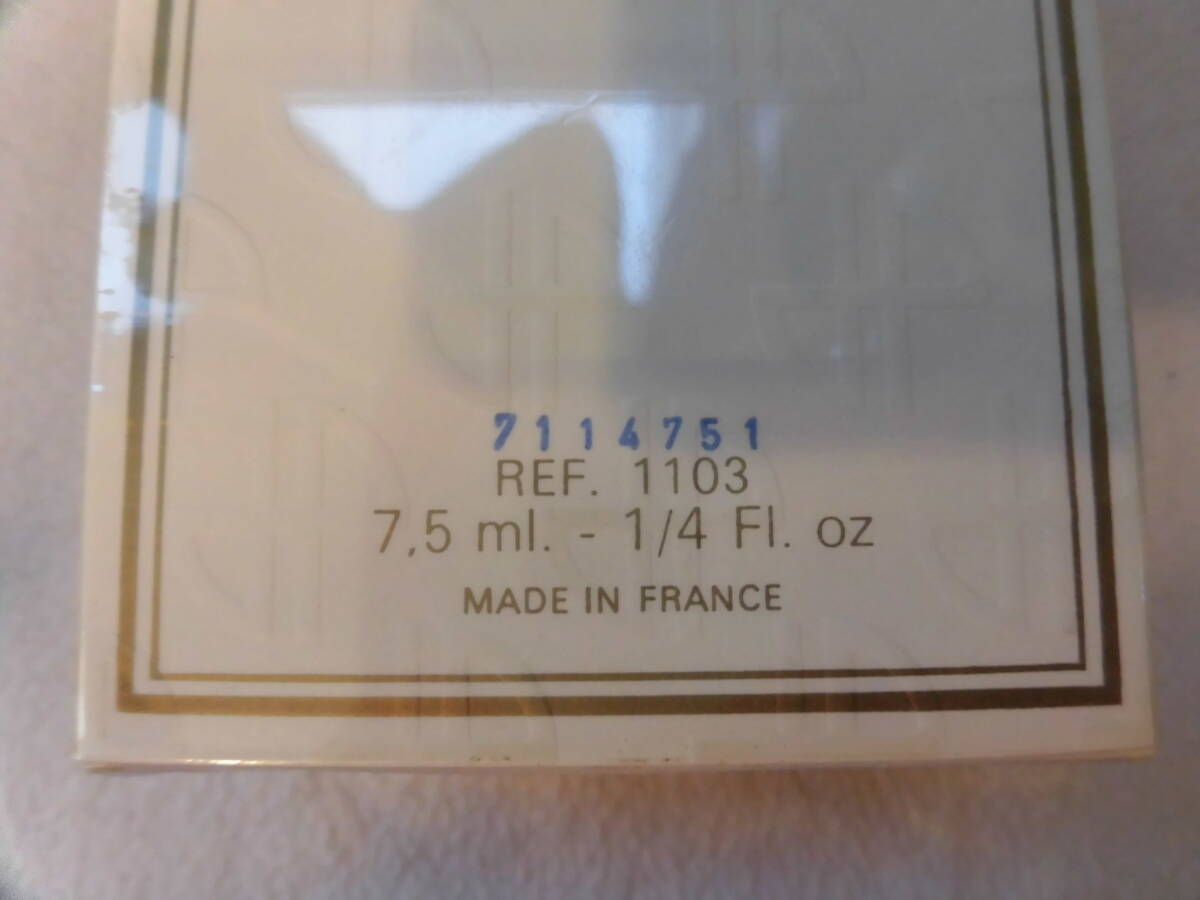 7114751
REF. 1103
7,5 ml. - 1/4 Fl. oz
MADE IN FRANCE